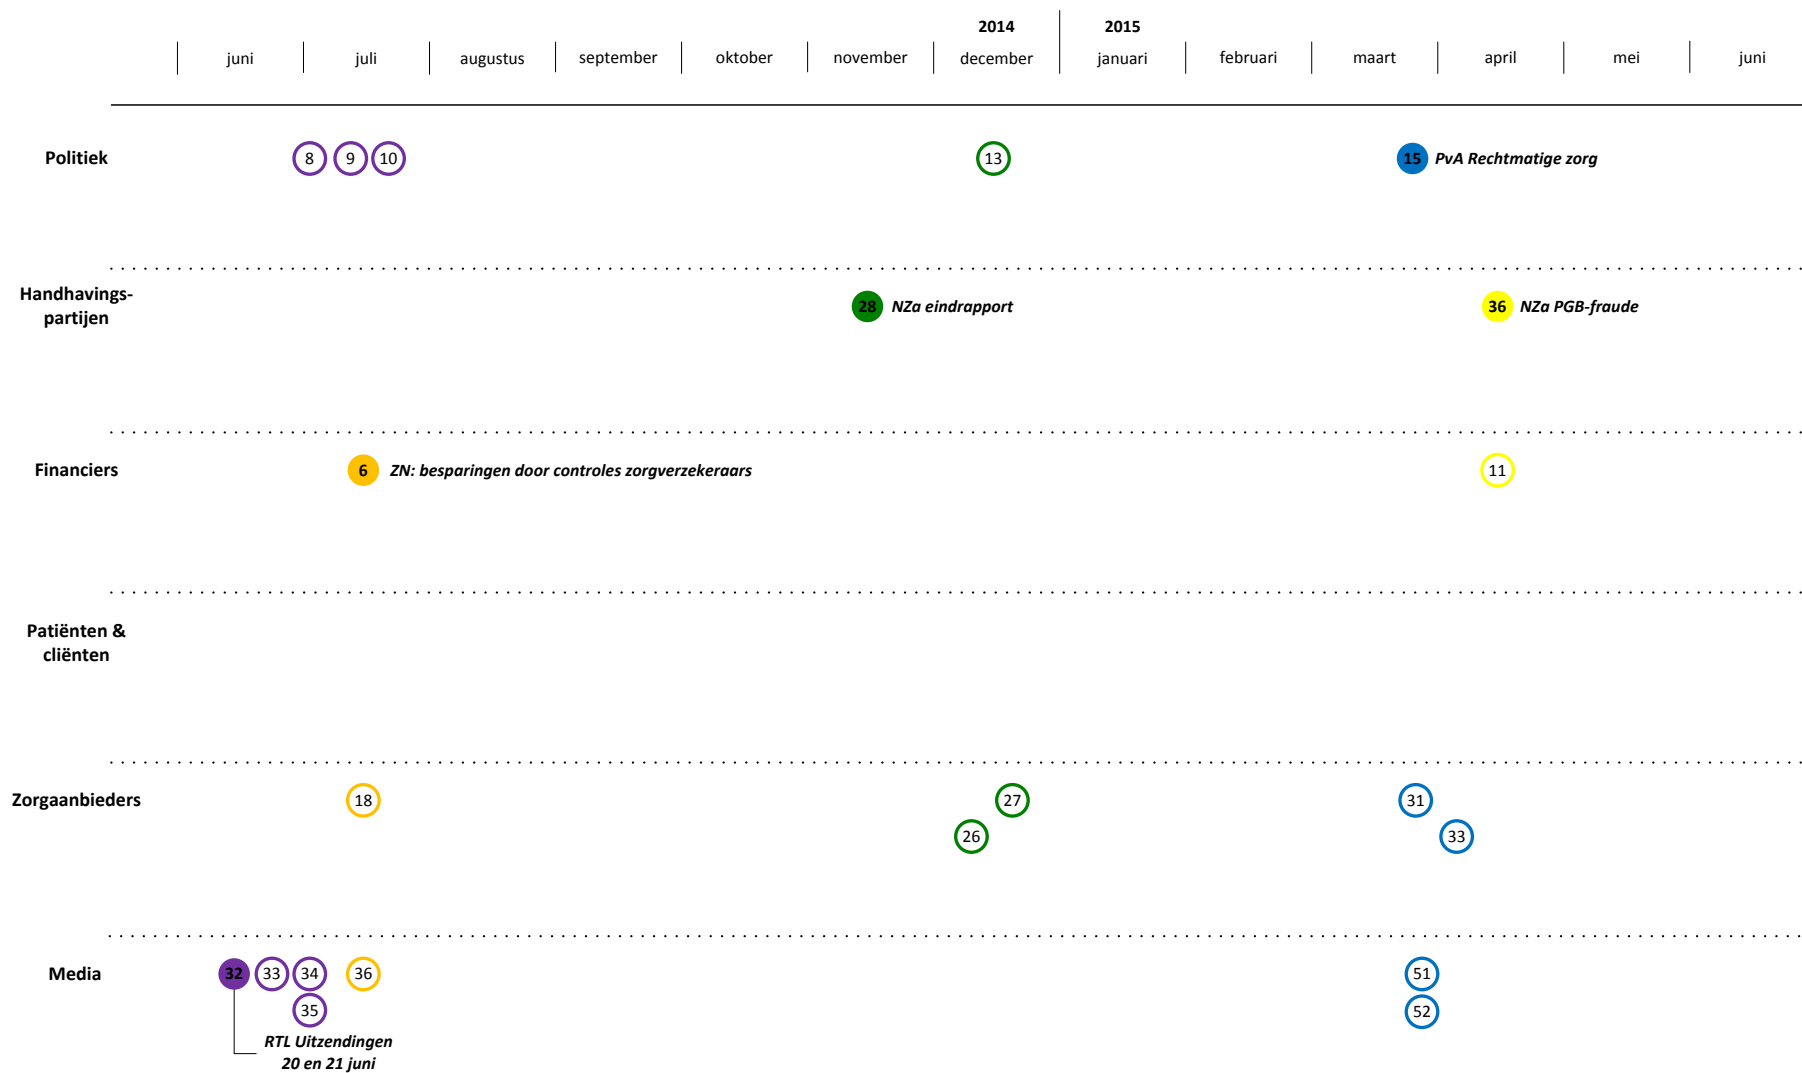 2014 2015
juni juli augustus september oktober november december januari februari maart april mei juni
Politiek 8 9 10 13 15 PvA Rechtmatige zorg
Handhavings-
partijen
28 NZa eindrapport 36 NZa PGB-fraude
Financiers 6 ZN: besparingen door controles zorgverzekeraars 11
Patiënten &
cliënten
Zorgaanbieders 18 27 31
26 33
Media 32 33 34 36 51
35 52
RTL Uitzendingen
20 en 21 juni